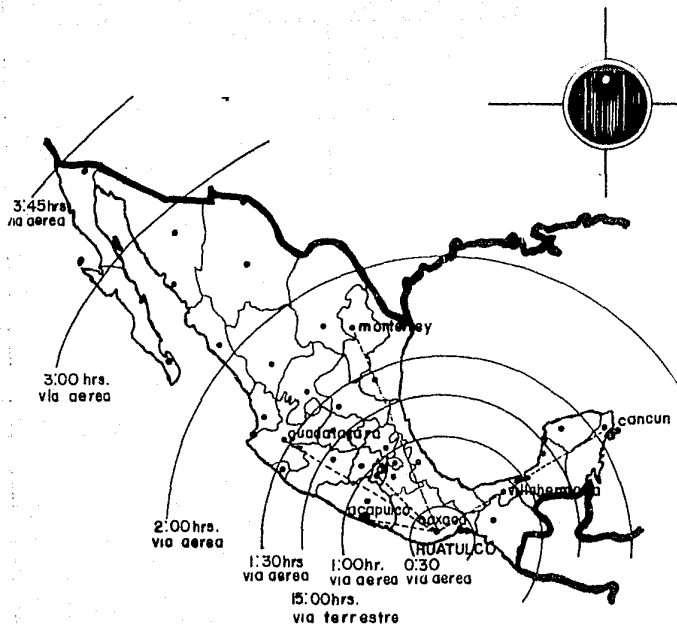 3:45hrs
via aerea
monterrey
3:00 hrs.
via aerea
cancun
guadalajara
villahermosa
acapulco
oaxaca
2:00hrs.
via aerea
HUATULCO
1:30hrs
via aerea
1:00hr.
via aerea
0:30
via aerea
15:00hrs.
via terrestre